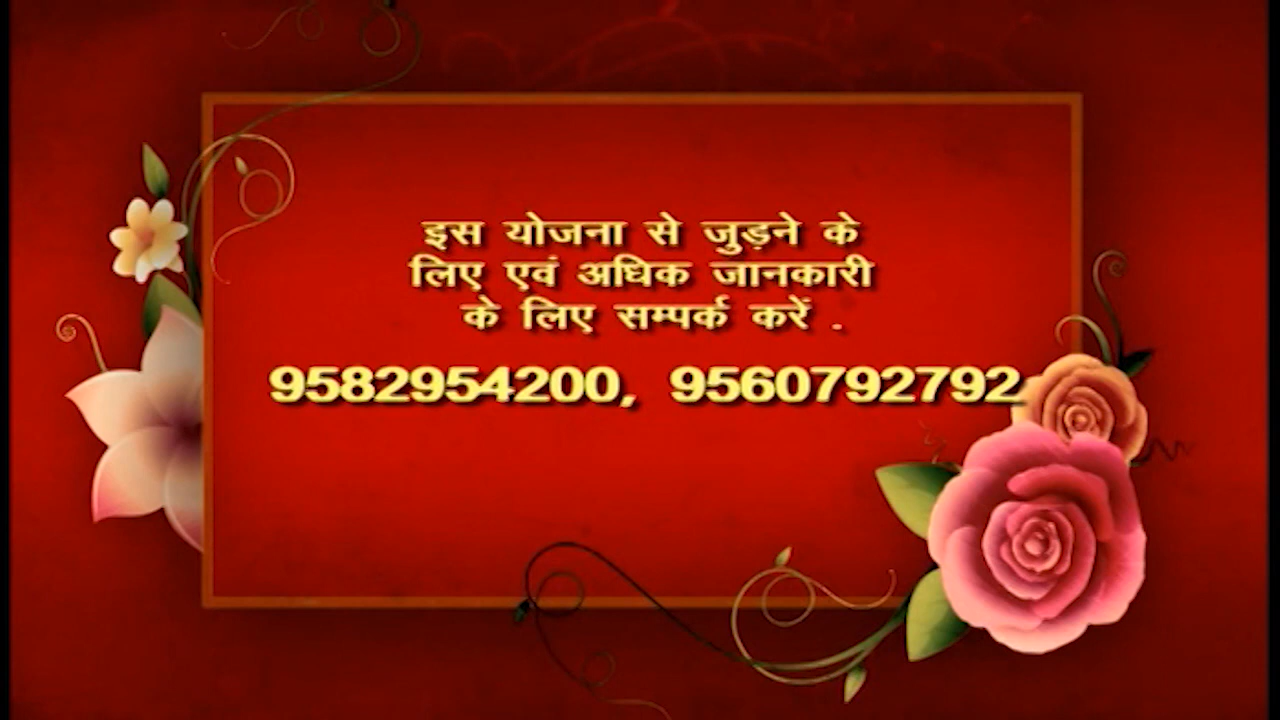 इस योजना से जुड़ने के
लिए एवं अधिक जानकारी
के लिए सम्पर्क करें .
9582954200, 9560792792